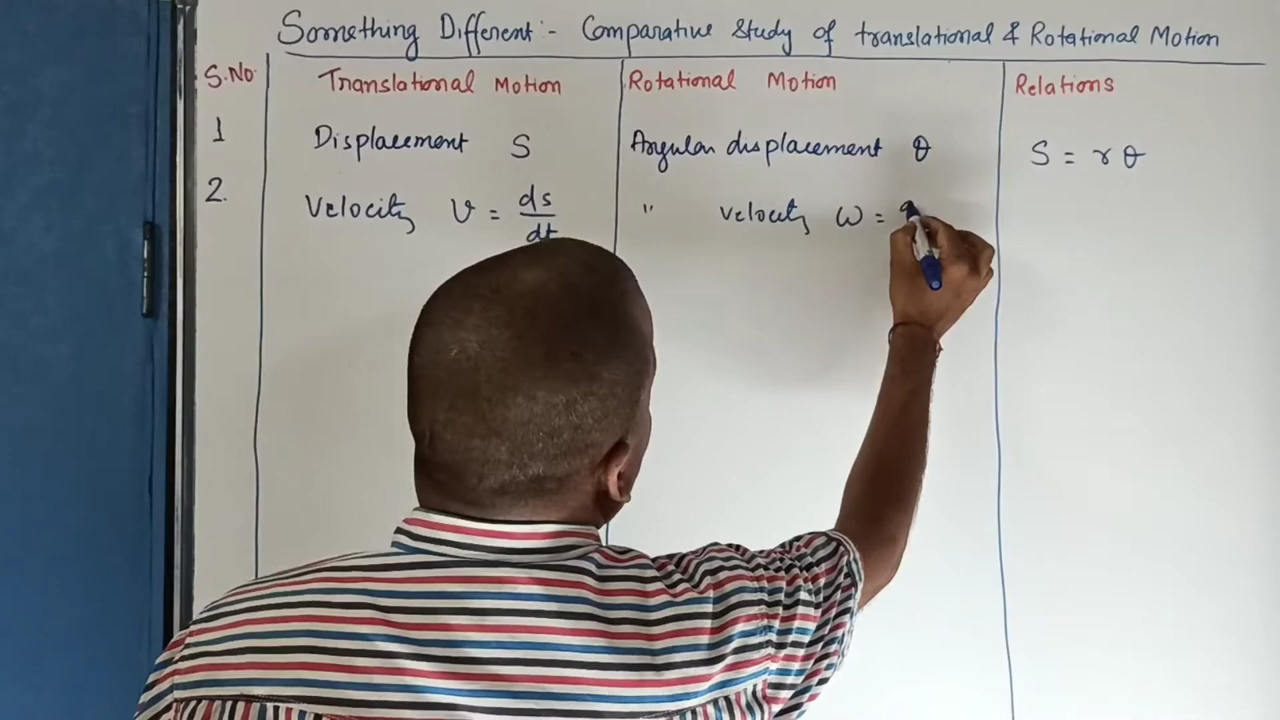 Something Different:- Comparative Study of translational & Rotational Motion
S.No. Translational Motion Rotational Motion Relations
1 Displacement S Angular displacement θ S = r θ
2. Velocity v = ds/dt " velocity ω =